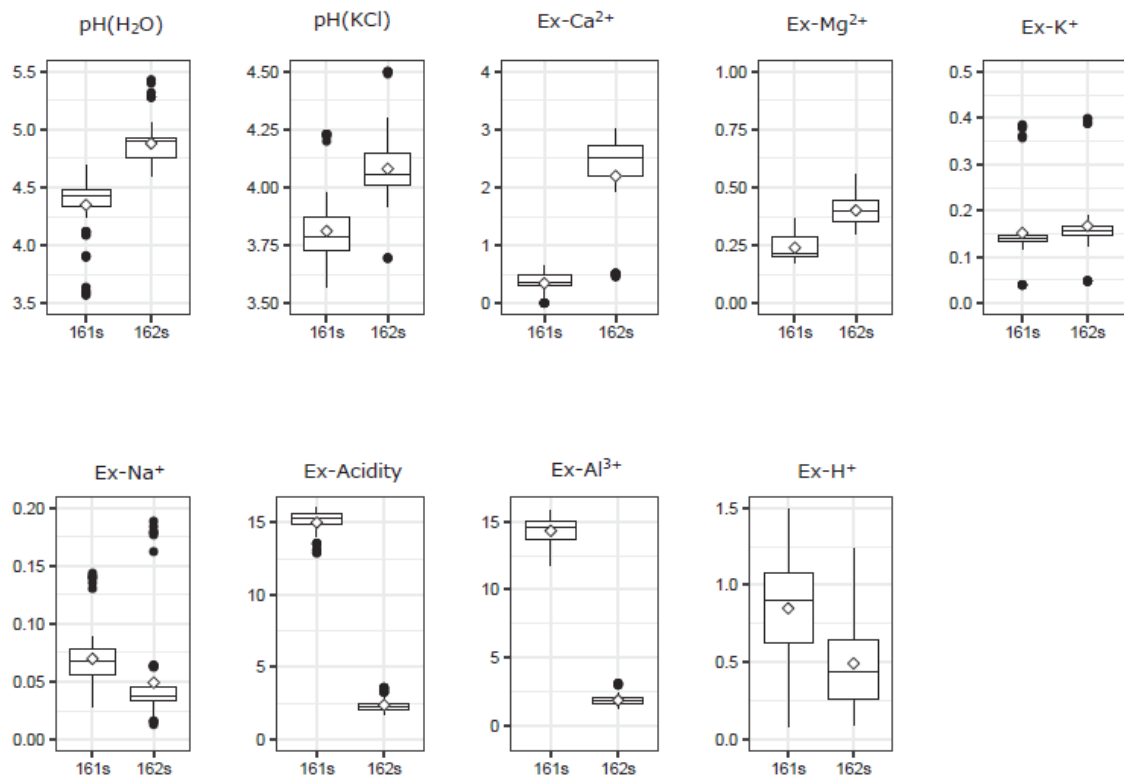 pH(H₂O)
5.5
5.0
4.5
4.0
3.5
161s 162s
pH(KCl)
4.50
4.25
4.00
3.75
3.50
161s 162s
Ex-Ca²⁺
4
3
2
1
0
161s 162s
Ex-Mg²⁺
1.00
0.75
0.50
0.25
0.00
161s 162s
Ex-K⁺
0.5
0.4
0.3
0.2
0.1
0.0
161s 162s
Ex-Na⁺
0.20
0.15
0.10
0.05
0.00
161s 162s
Ex-Acidity
15
10
5
0
161s 162s
Ex-Al³⁺
15
10
5
0
161s 162s
Ex-H⁺
1.5
1.0
0.5
0.0
161s 162s